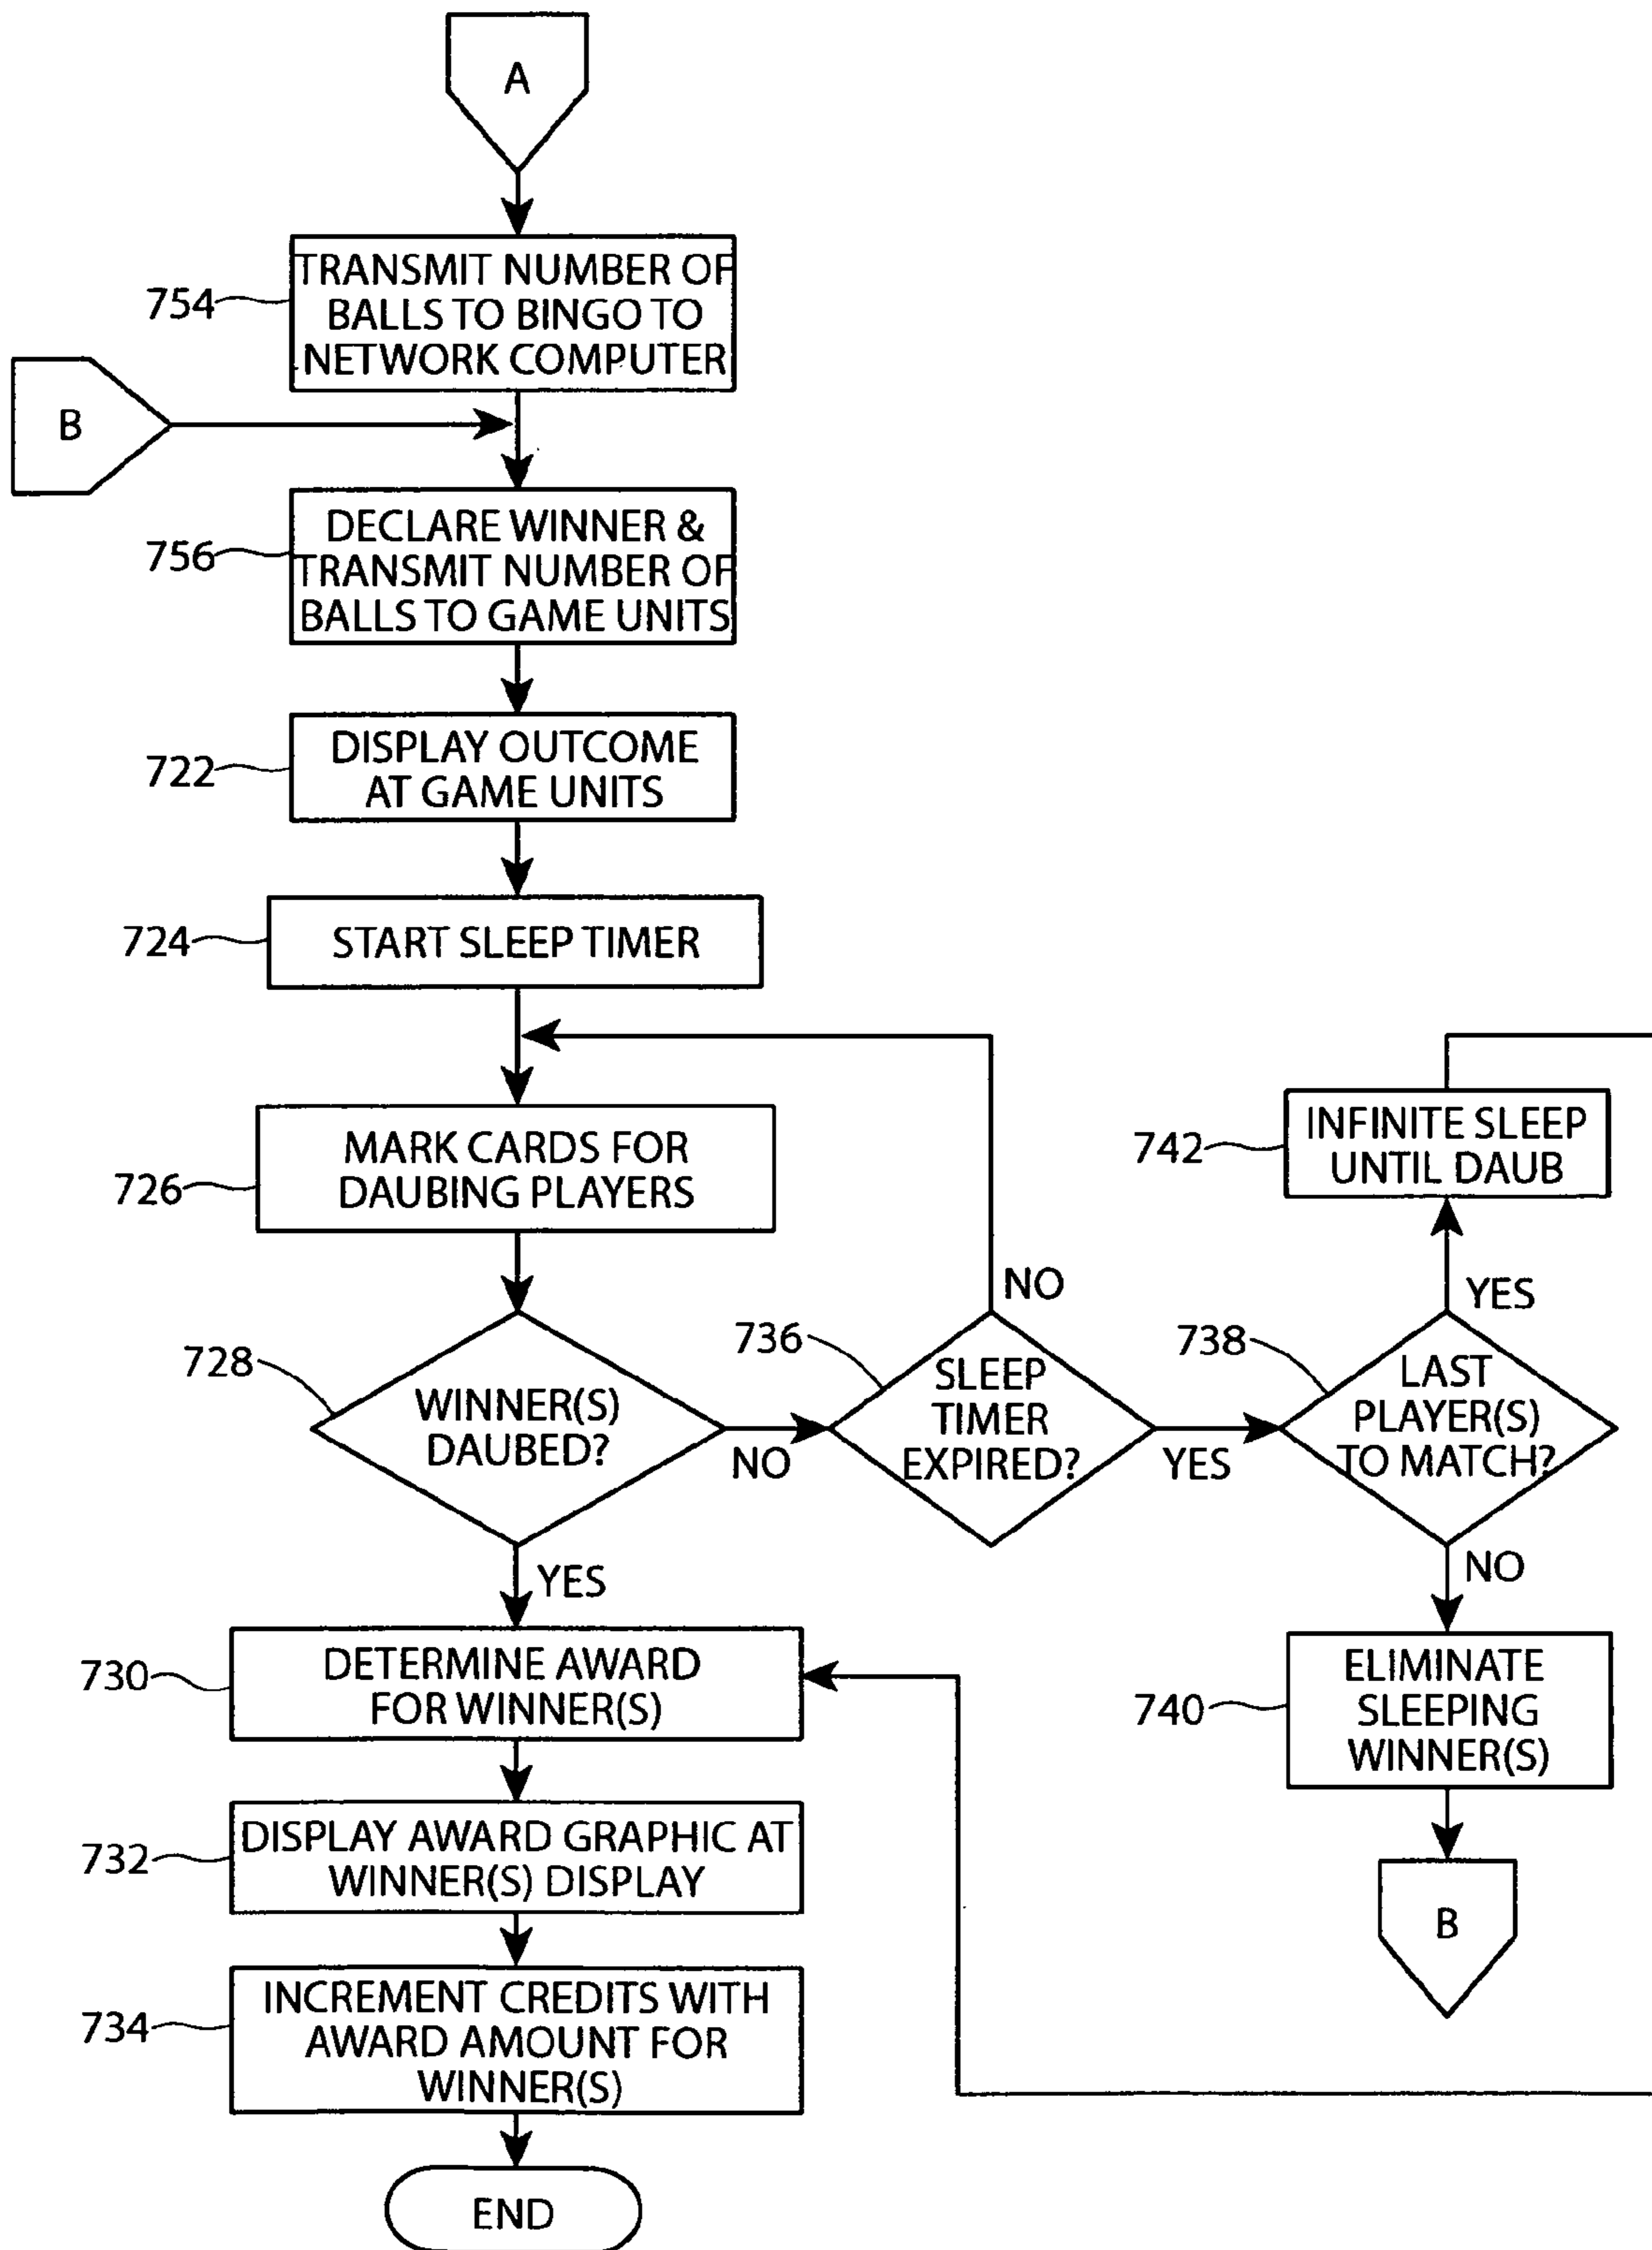 A
754
TRANSMIT NUMBER OF
BALLS TO BINGO TO
NETWORK COMPUTER
B
756
DECLARE WINNER &
TRANSMIT NUMBER OF
BALLS TO GAME UNITS
722
DISPLAY OUTCOME
AT GAME UNITS
724
START SLEEP TIMER
726
MARK CARDS FOR
DAUBING PLAYERS
728
WINNER(S)
DAUBED?
NO
YES
736
SLEEP
TIMER
EXPIRED?
NO
YES
738
LAST
PLAYER(S)
TO MATCH?
YES
NO
742
INFINITE SLEEP
UNTIL DAUB
740
ELIMINATE
SLEEPING
WINNER(S)
B
730
DETERMINE AWARD
FOR WINNER(S)
732
DISPLAY AWARD GRAPHIC AT
WINNER(S) DISPLAY
734
INCREMENT CREDITS WITH
AWARD AMOUNT FOR
WINNER(S)
END